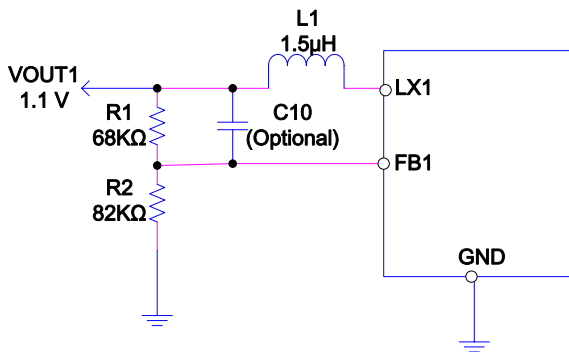 L1
1.5μH
VOUT1
1.1 V
LX1
R1
68KΩ
C10
(Optional)
FB1
R2
82KΩ
GND